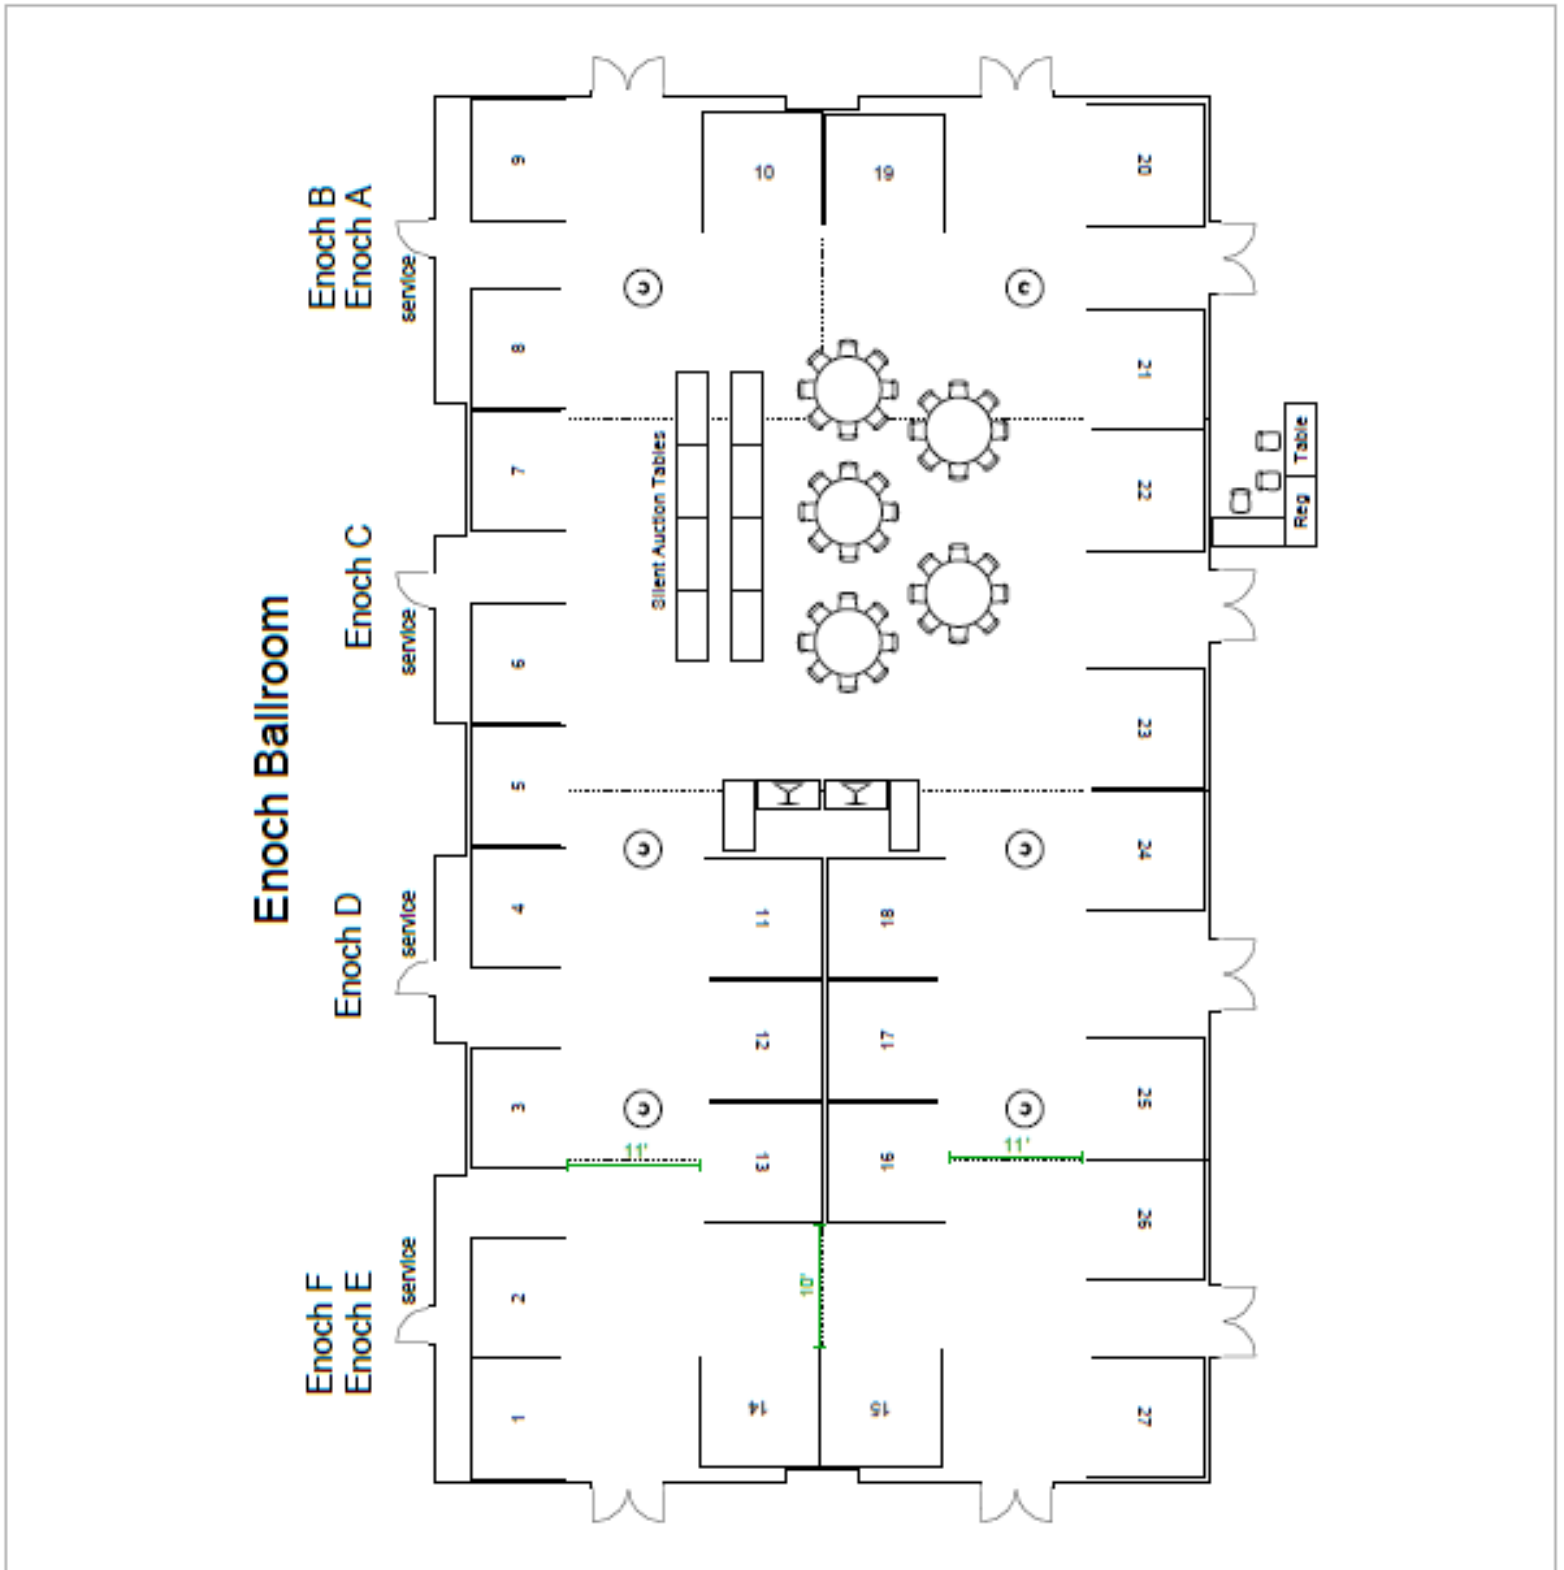 Enoch Ballroom
Enoch B
Enoch A
service
Enoch C
service
Enoch D
service
Enoch F
Enoch E
service
9
8
7
6
5
4
3
2
1
10
19
Silent Auction Tables
11
12
13
14
18
17
16
15
11'
11'
10'
20
21
22
23
24
25
26
27
Reg Table